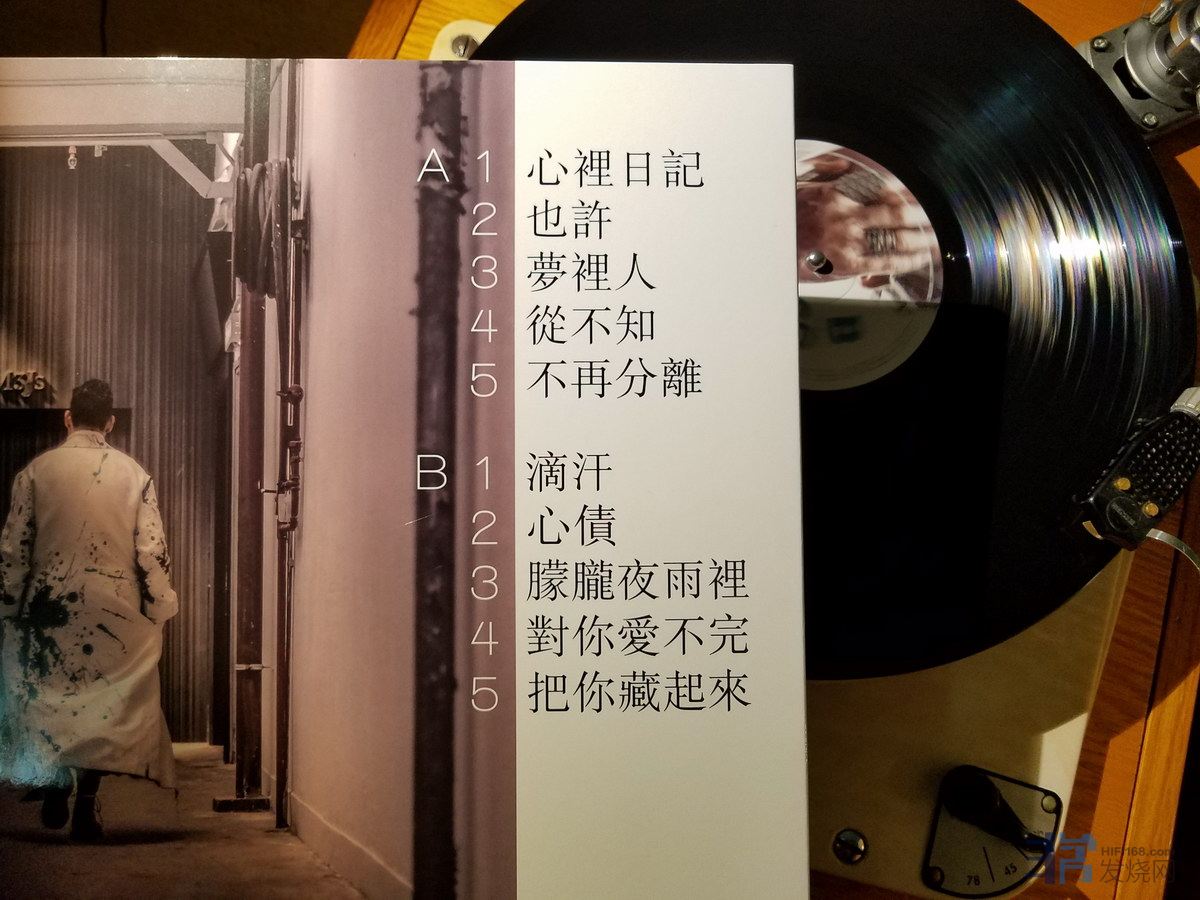 A 1 心裡日記
2 也許
3 夢裡人
4 從不知
5 不再分離
B 1 滴汗
2 心債
3 朦朧夜雨裡
4 對你愛不完
5 把你藏起來
78 45
HIFI168.com
发烧网